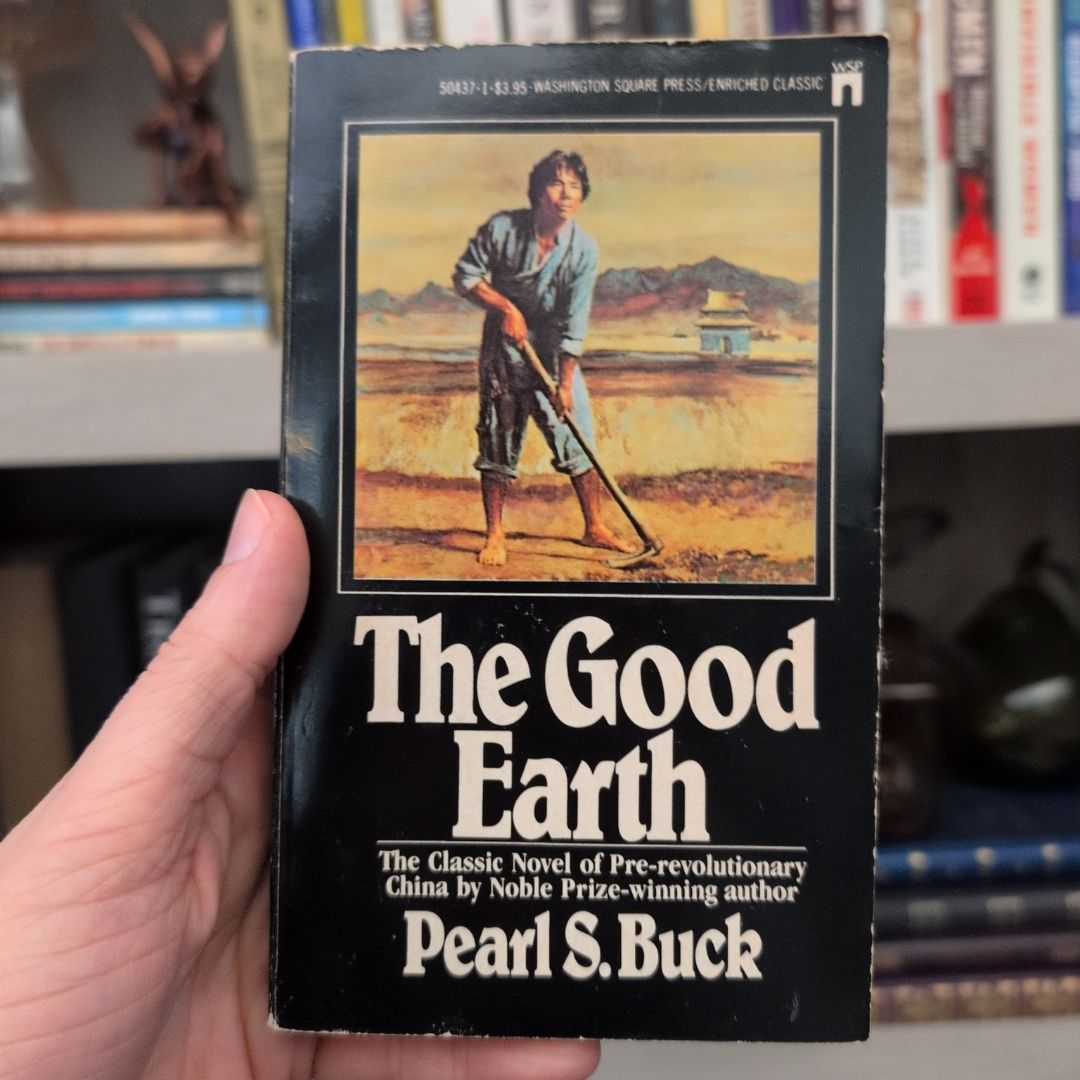 50437-1-$3.95-WASHINGTON SQUARE PRESS/ENRICHED CLASSIC
WSP
The Good
Earth
The Classic Novel of Pre-revolutionary
China by Noble Prize-winning author
Pearl S. Buck